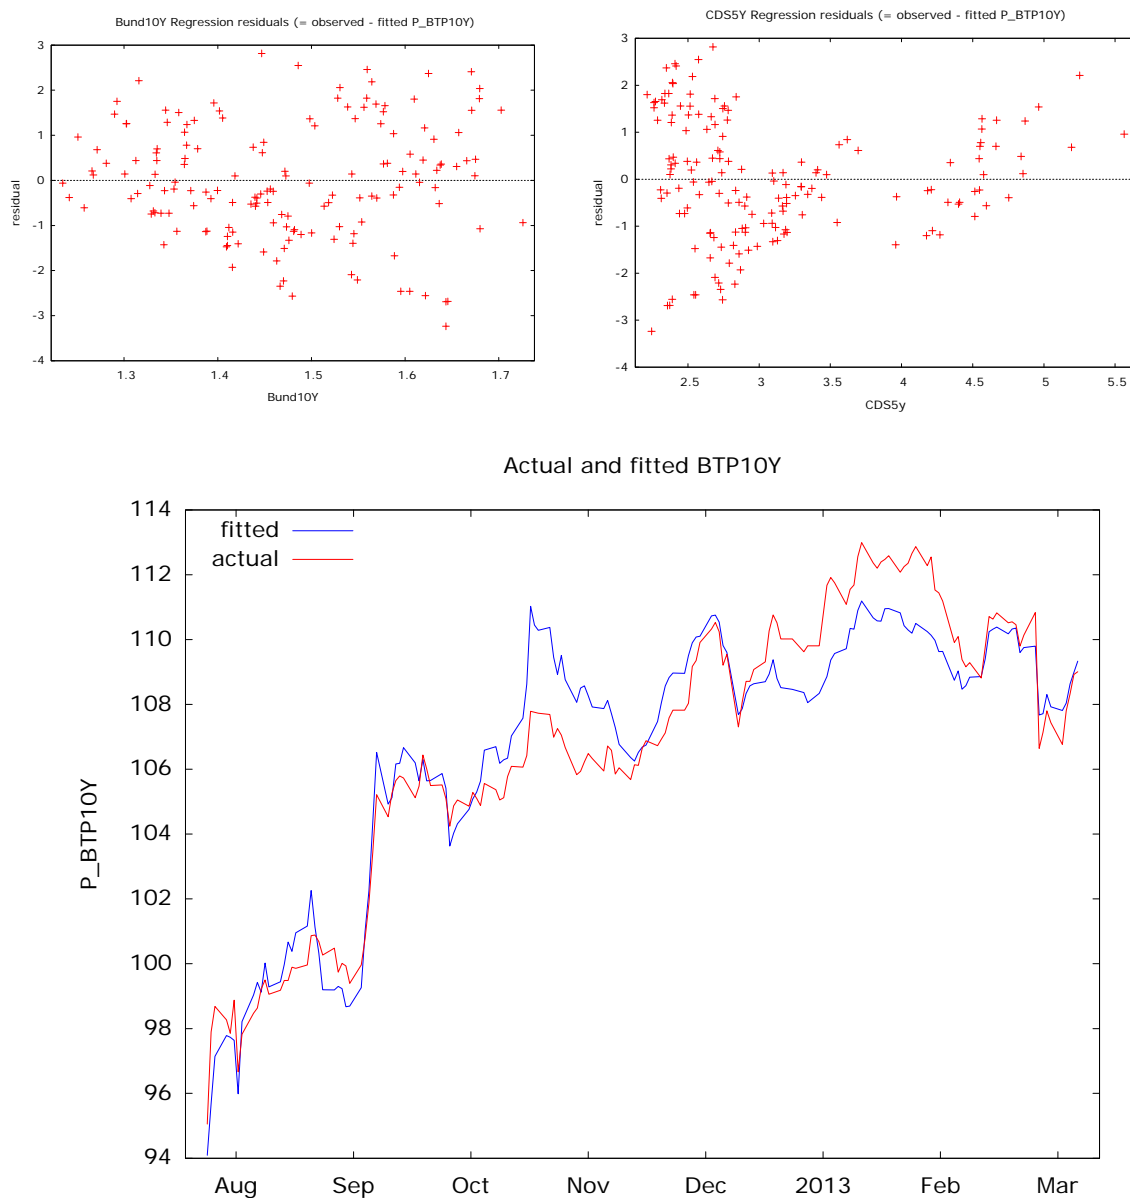 Bund10Y Regression residuals (= observed - fitted P_BTP10Y)
3
2
1
0
-1
-2
-3
-4
residual
1.3 1.4 1.5 1.6 1.7
Bund10Y
CDS5Y Regression residuals (= observed - fitted P_BTP10Y)
3
2
1
0
-1
-2
-3
-4
residual
2.5 3 3.5 4 4.5 5 5.5
CDS5y
Actual and fitted BTP10Y
fitted
actual
114
112
110
108
106
104
102
100
98
96
94
P_BTP10Y
Aug Sep Oct Nov Dec 2013 Feb Mar